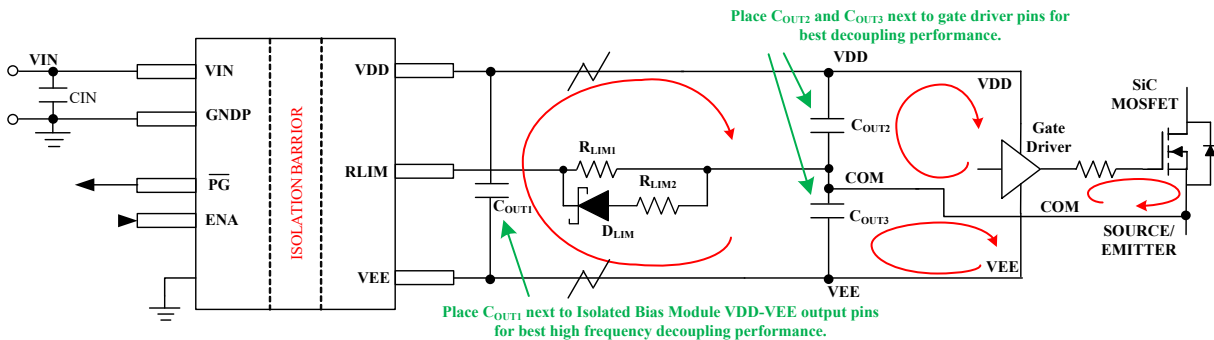 Place COUT2 and COUT3 next to gate driver pins for
best decoupling performance.
VIN
VIN
CIN
GNDP
PG
ENA
ISOLATION BARRIER
VDD
RLIM
VEE
COUT1
RLIM1
RLIM2
DLIM
VDD
COUT2
COM
COUT3
VEE
VDD
Gate
Driver
SiC
MOSFET
COM
SOURCE/
EMITTER
VEE
Place COUT1 next to Isolated Bias Module VDD-VEE output pins
for best high frequency decoupling performance.